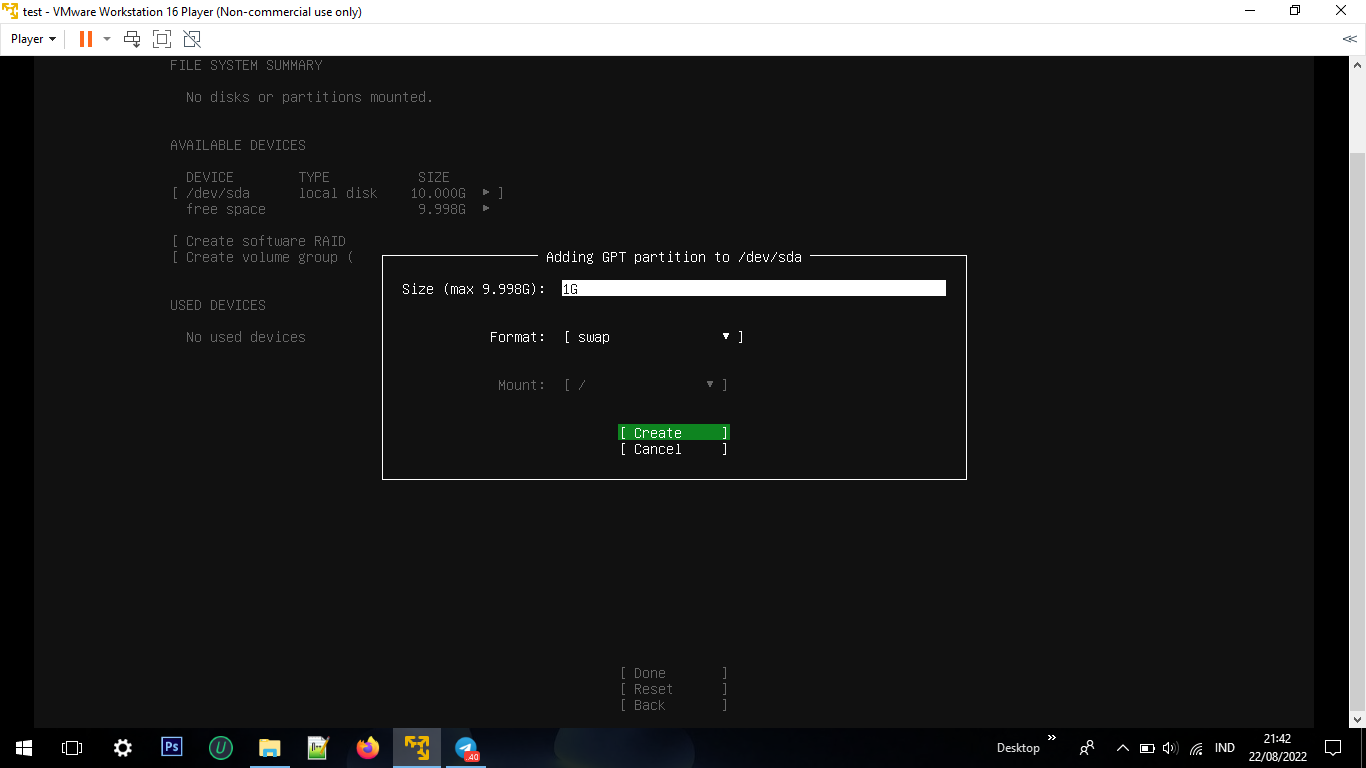 test - VMware Workstation 16 Player (Non-commercial use only)
Player
FILE SYSTEM SUMMARY
No disks or partitions mounted.
AVAILABLE DEVICES
DEVICE TYPE SIZE
[ /dev/sda local disk 10.000G ▸ ]
free space 9.998G ▸
[ Create software RAID
[ Create volume group (
Adding GPT partition to /dev/sda
Size (max 9.998G): 1G
USED DEVICES
Format: [ swap ▾ ]
No used devices
Mount: [ / ▾ ]
[ Create ]
[ Cancel ]
[ Done ]
[ Reset ]
[ Back ]
Ps
U
N++
.40
Desktop
IND
21:42
22/08/2022